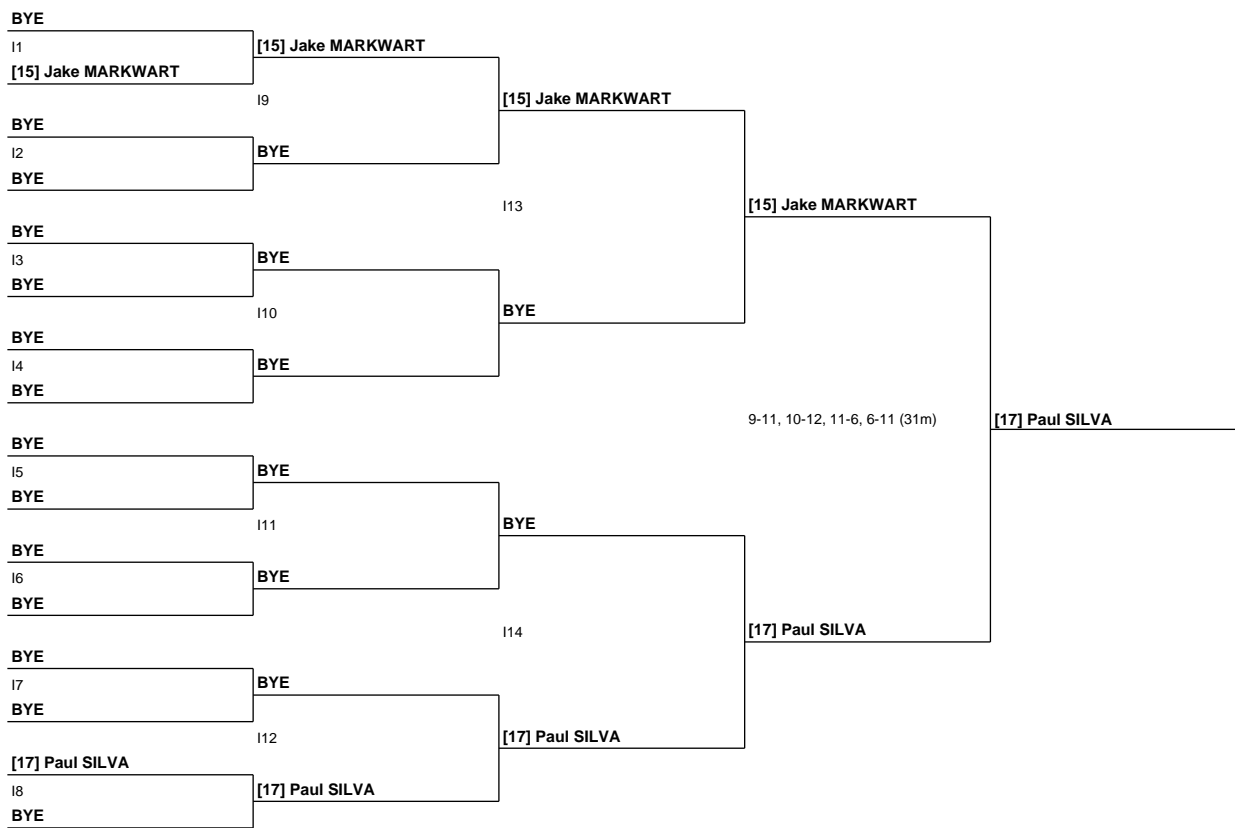 BYE
I1
[15] Jake MARKWART
BYE
I2
BYE
BYE
I3
BYE
BYE
I4
BYE
BYE
I5
BYE
BYE
I6
BYE
BYE
I7
BYE
[17] Paul SILVA
I8
BYE
[15] Jake MARKWART
I9
BYE
BYE
I10
BYE
BYE
I11
BYE
BYE
I12
[17] Paul SILVA
[15] Jake MARKWART
I13
BYE
BYE
I14
[17] Paul SILVA
[15] Jake MARKWART
9-11, 10-12, 11-6, 6-11 (31m)
[17] Paul SILVA
[17] Paul SILVA